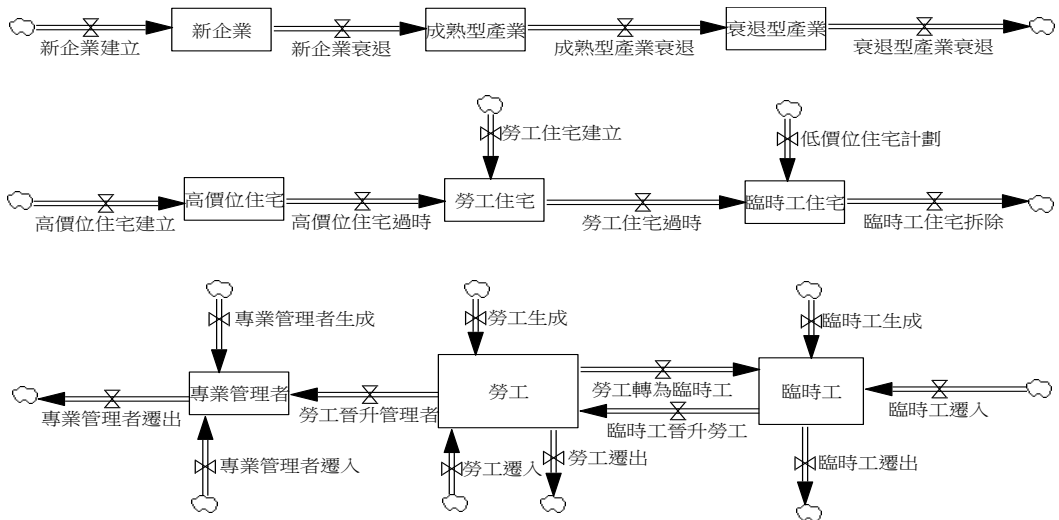 新企業
成熟型產業
衰退型產業
新企業建立
新企業衰退
成熟型產業衰退
衰退型產業衰退
勞工住宅建立
低價位住宅計劃
高價位住宅
勞工住宅
臨時工住宅
高價位住宅建立
高價位住宅過時
勞工住宅過時
臨時工住宅拆除
專業管理者生成
勞工生成
臨時工生成
專業管理者
勞工
勞工轉為臨時工
臨時工
專業管理者遷出
勞工晉升管理者
臨時工晉升勞工
臨時工遷入
專業管理者遷入
勞工遷入
勞工遷出
臨時工遷出